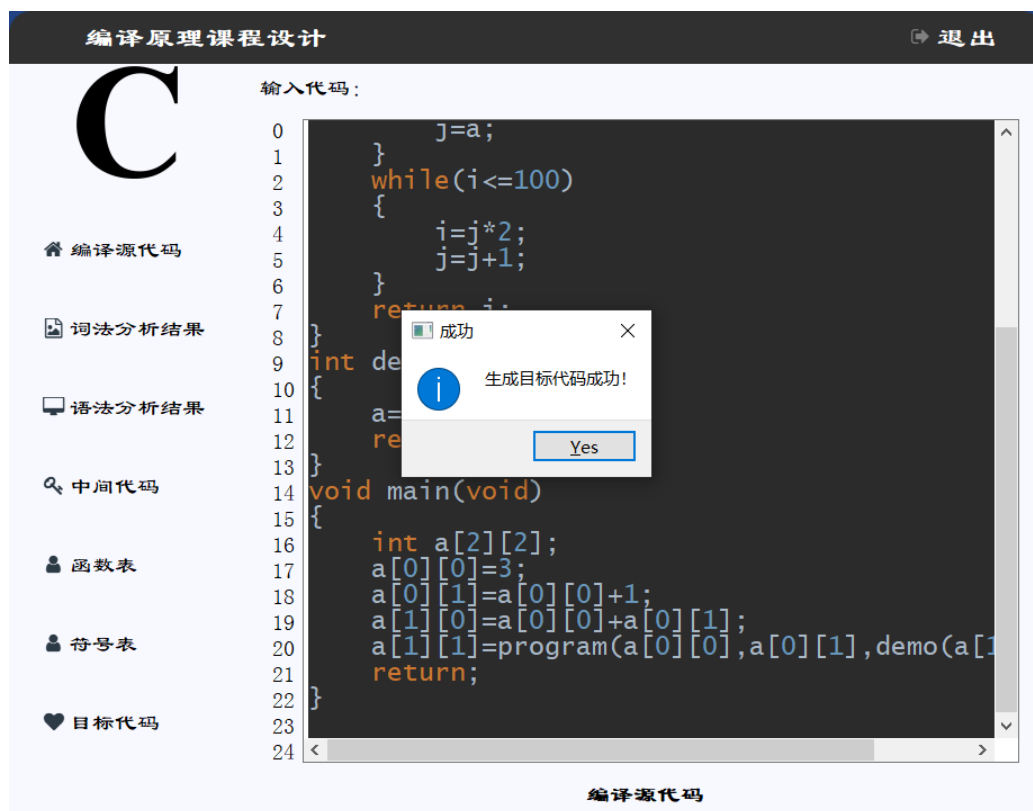 编译原理课程设计
退出
C
输入代码：
编译源代码
词法分析结果
语法分析结果
中间代码
函数表
符号表
目标代码
0 j=a;
1 }
2 while(i<=100)
3 {
4 i=j*2;
5 j=j+1;
6 }
7
8 }
9 int de
10 {
11 a=
12 re
13 }
14 void main(void)
15 {
16 int a[2][2];
17 a[0][0]=3;
18 a[0][1]=a[0][0]+1;
19 a[1][0]=a[0][0]+a[0][1];
20 a[1][1]=program(a[0][0],a[0][1],demo(a[1
21 return;
22 }
23
24
成功
生成目标代码成功！
Yes
编译源代码